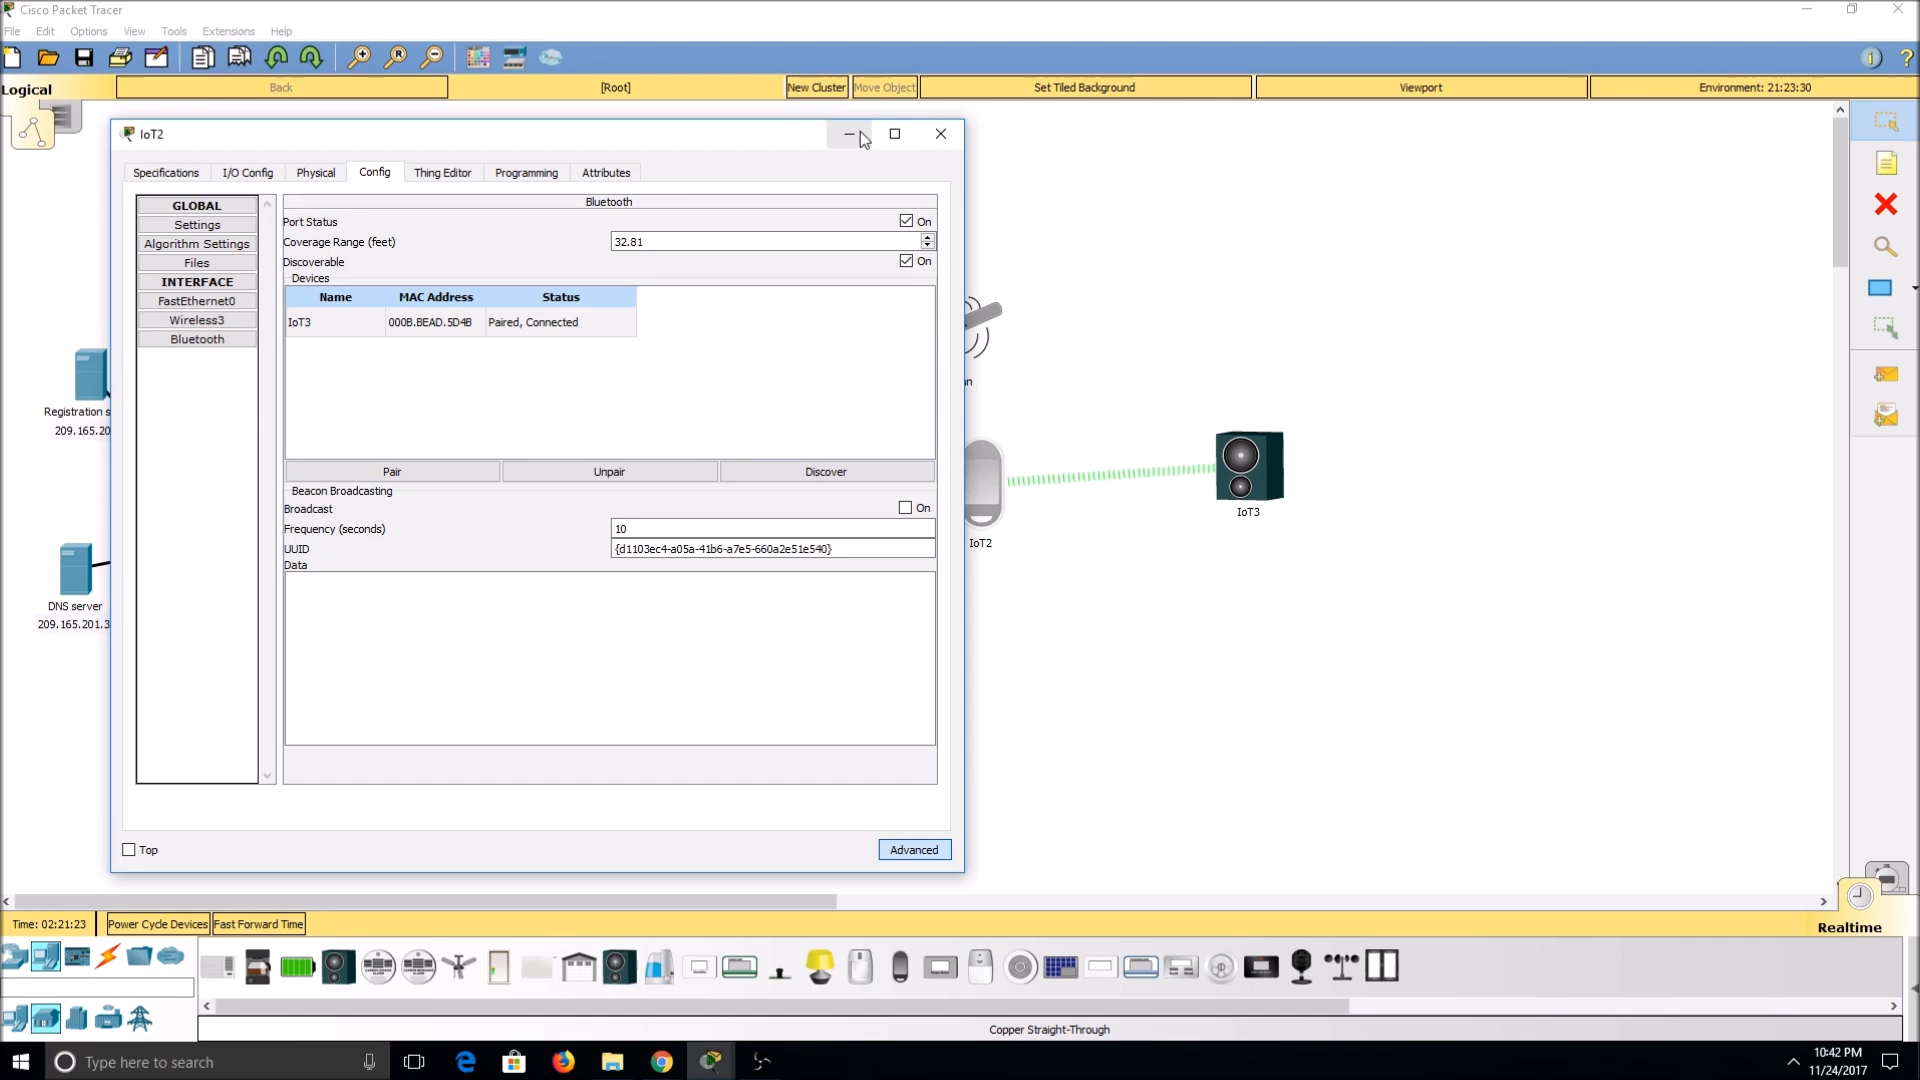 Cisco Packet Tracer
File Edit Options View Tools Extensions Help
Logical Back [Root] New Cluster Move Object Set Tiled Background Viewport Environment: 21:23:30
IoT2
Specifications I/O Config Physical Config Thing Editor Programming Attributes
GLOBAL
Settings
Algorithm Settings
Files
INTERFACE
FastEthernet0
Wireless3
Bluetooth
Bluetooth
Port Status On
Coverage Range (feet) 32.81
Discoverable On
Devices
Name MAC Address Status
IoT3 000B.BEAD.5D4B Paired, Connected
Pair Unpair Discover
Beacon Broadcasting
Broadcast On
Frequency (seconds) 10
UUID {d1103ec4-a05a-41b6-a7e5-660a2e51e540}
Data
Top Advanced
Registration s
209.165.20
DNS server
209.165.201.3
n
IoT2
IoT3
Time: 02:21:23 Power Cycle Devices Fast Forward Time Realtime
Copper Straight-Through
Type here to search
10:42 PM
11/24/2017